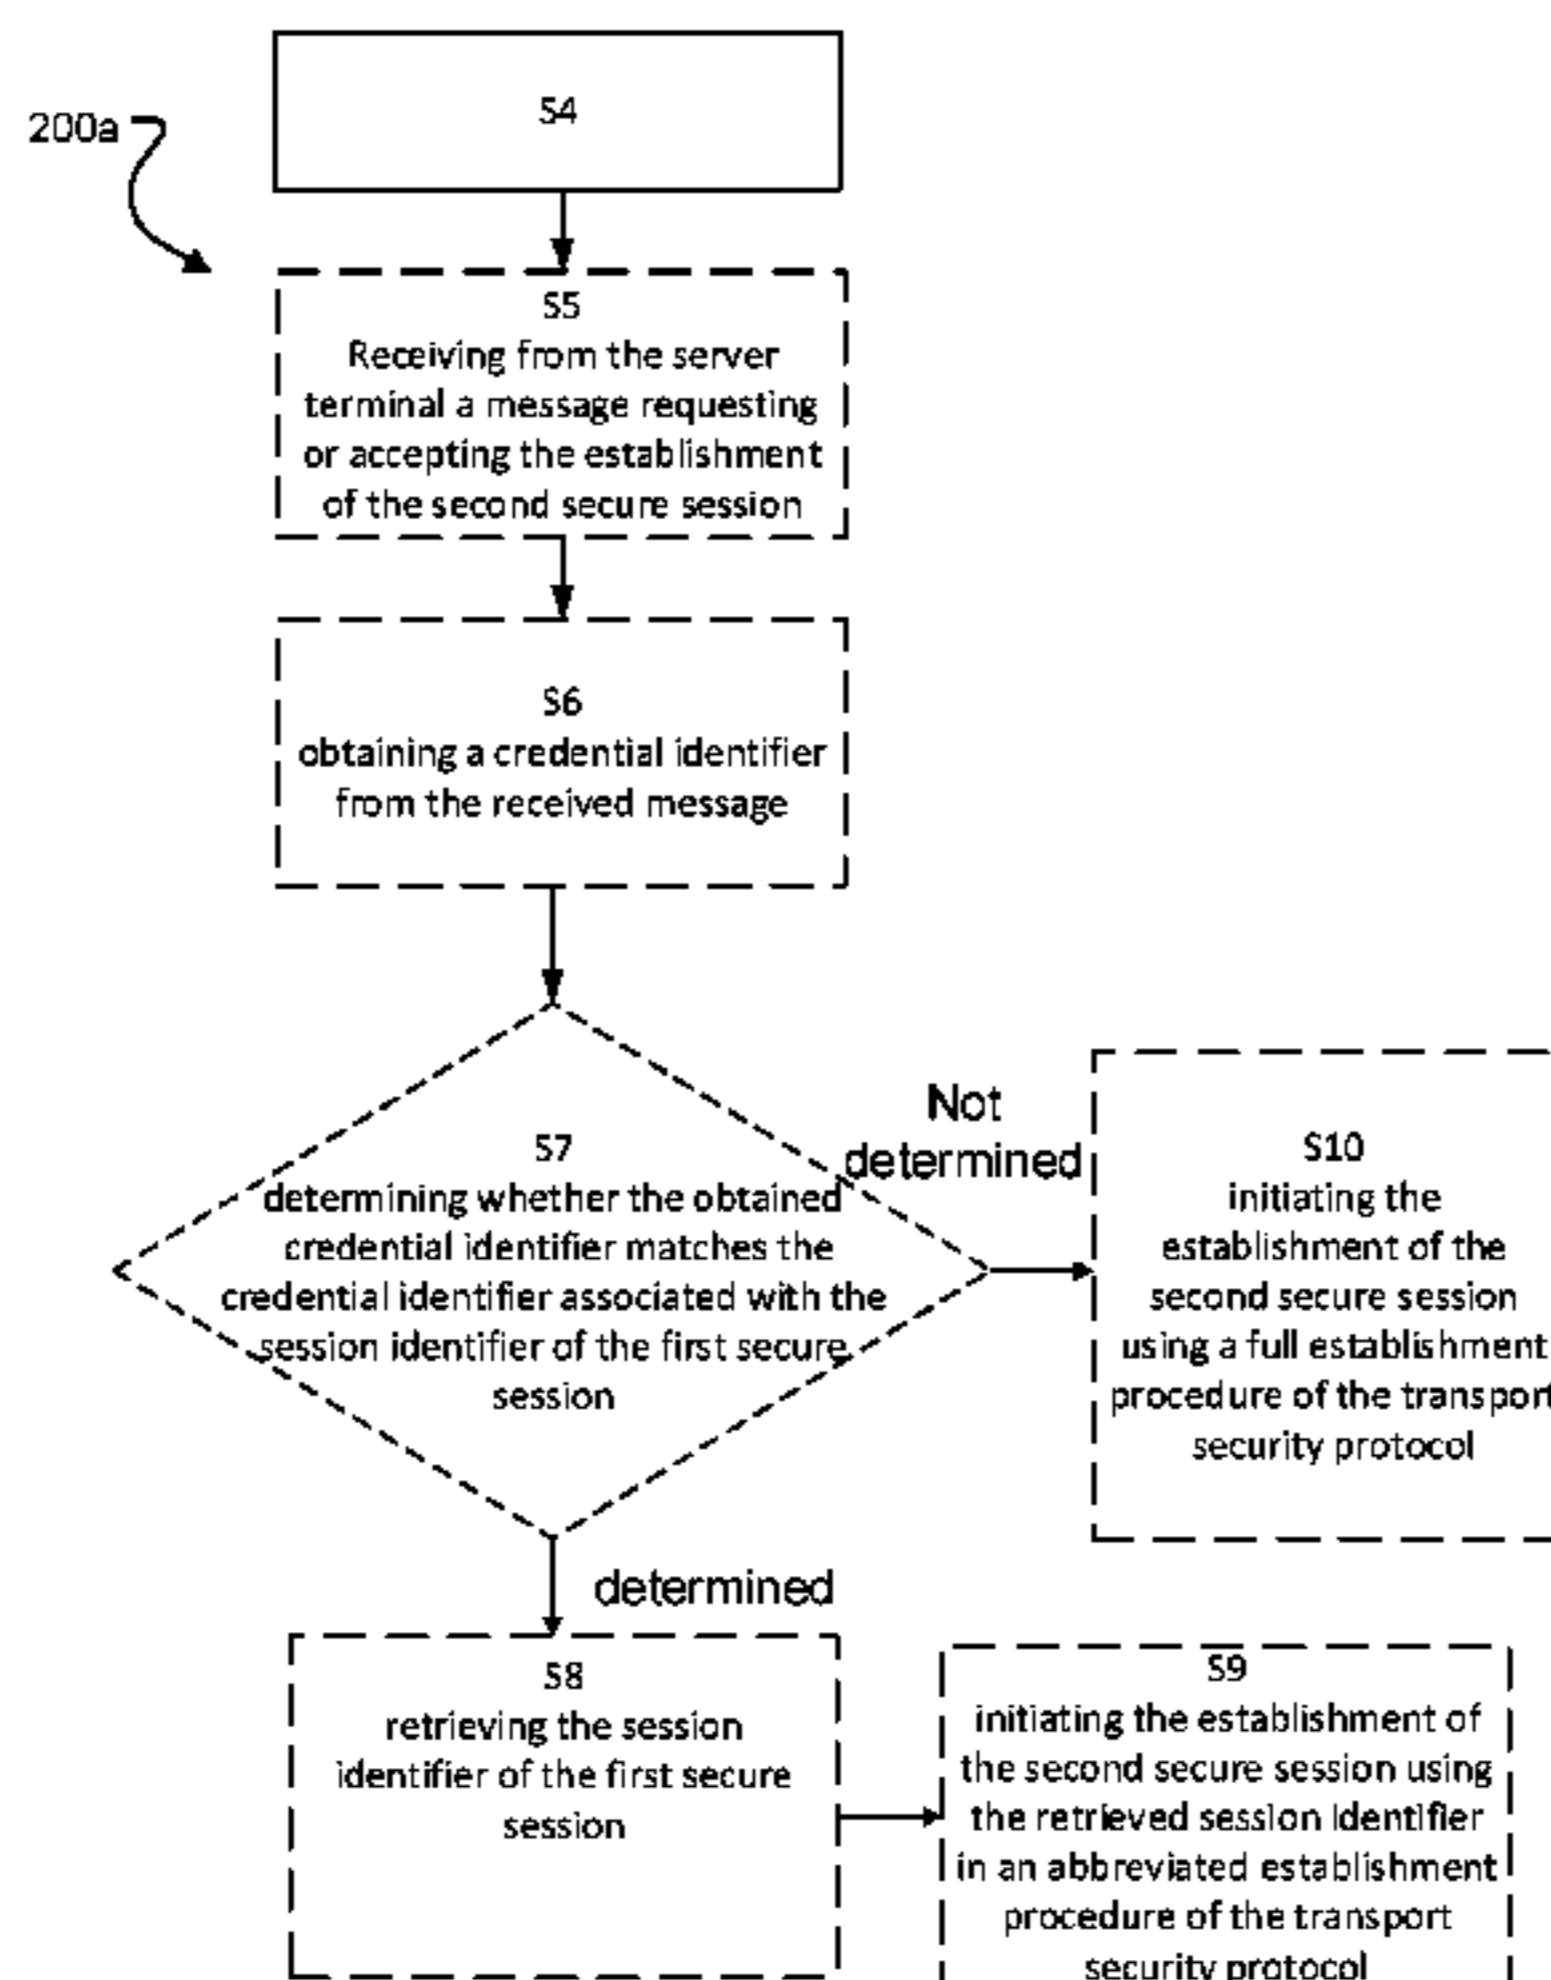 S4
200a
S5
Receiving from the server
terminal a message requesting
or accepting the establishment
of the second secure session
S6
obtaining a credential identifier
from the received message
Not
determined
S7
determining whether the obtained
credential identifier matches the
credential identifier associated with the
session identifier of the first secure
session
S10
initiating the
establishment of the
second secure session
using a full establishment
procedure of the transport
security protocol
determined
S8
retrieving the session
identifier of the first secure
session
S9
initiating the establishment of
the second secure session using
the retrieved session identifier
in an abbreviated establishment
procedure of the transport
security protocol